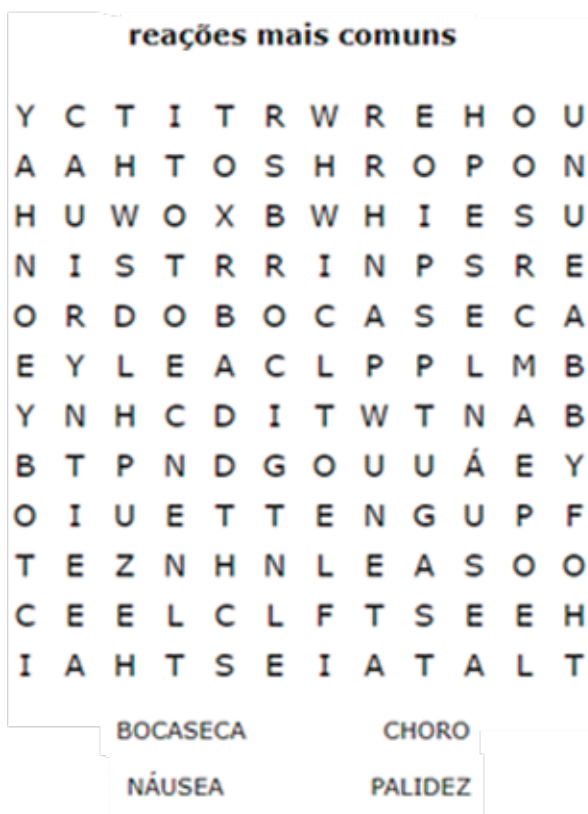 reações mais comuns
Y C T I T R W R E H O U
A A H T O S H R O P O N
H U W O X B W H I E S U
N I S T R R I N P S R E
O R D O B O C A S E C A
E Y L E A C L P P L M B
Y N H C D I T W T N A B
B T P N D G O U U Á E Y
O I U E T T E N G U P F
T E Z N H N L E A S O O
C E E L C L F T S E E H
I A H T S E I A T A L T
BOCASECA CHORO
NÁUSEA PALIDEZ